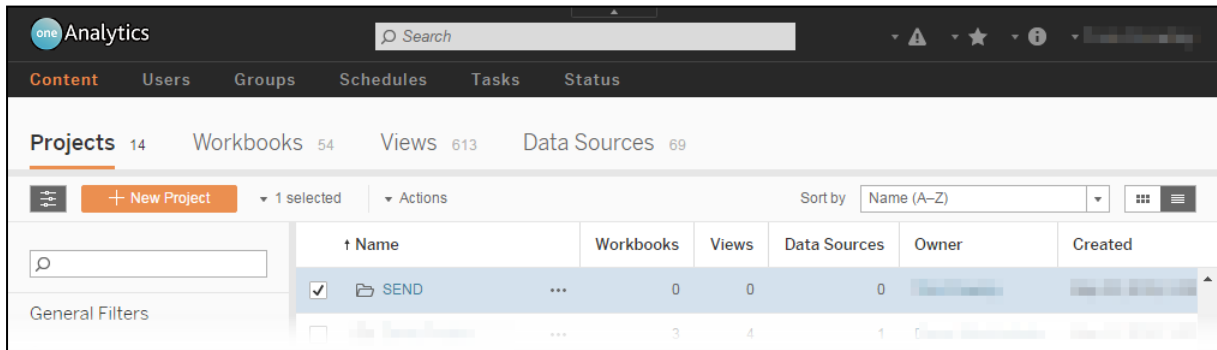 one Analytics Search
Content Users Groups Schedules Tasks Status
Projects 14 Workbooks 54 Views 613 Data Sources 69
+ New Project 1 selected Actions Sort by Name (A–Z)
↑ Name Workbooks Views Data Sources Owner Created
SEND ••• 0 0 0
General Filters
••• 3 4 1